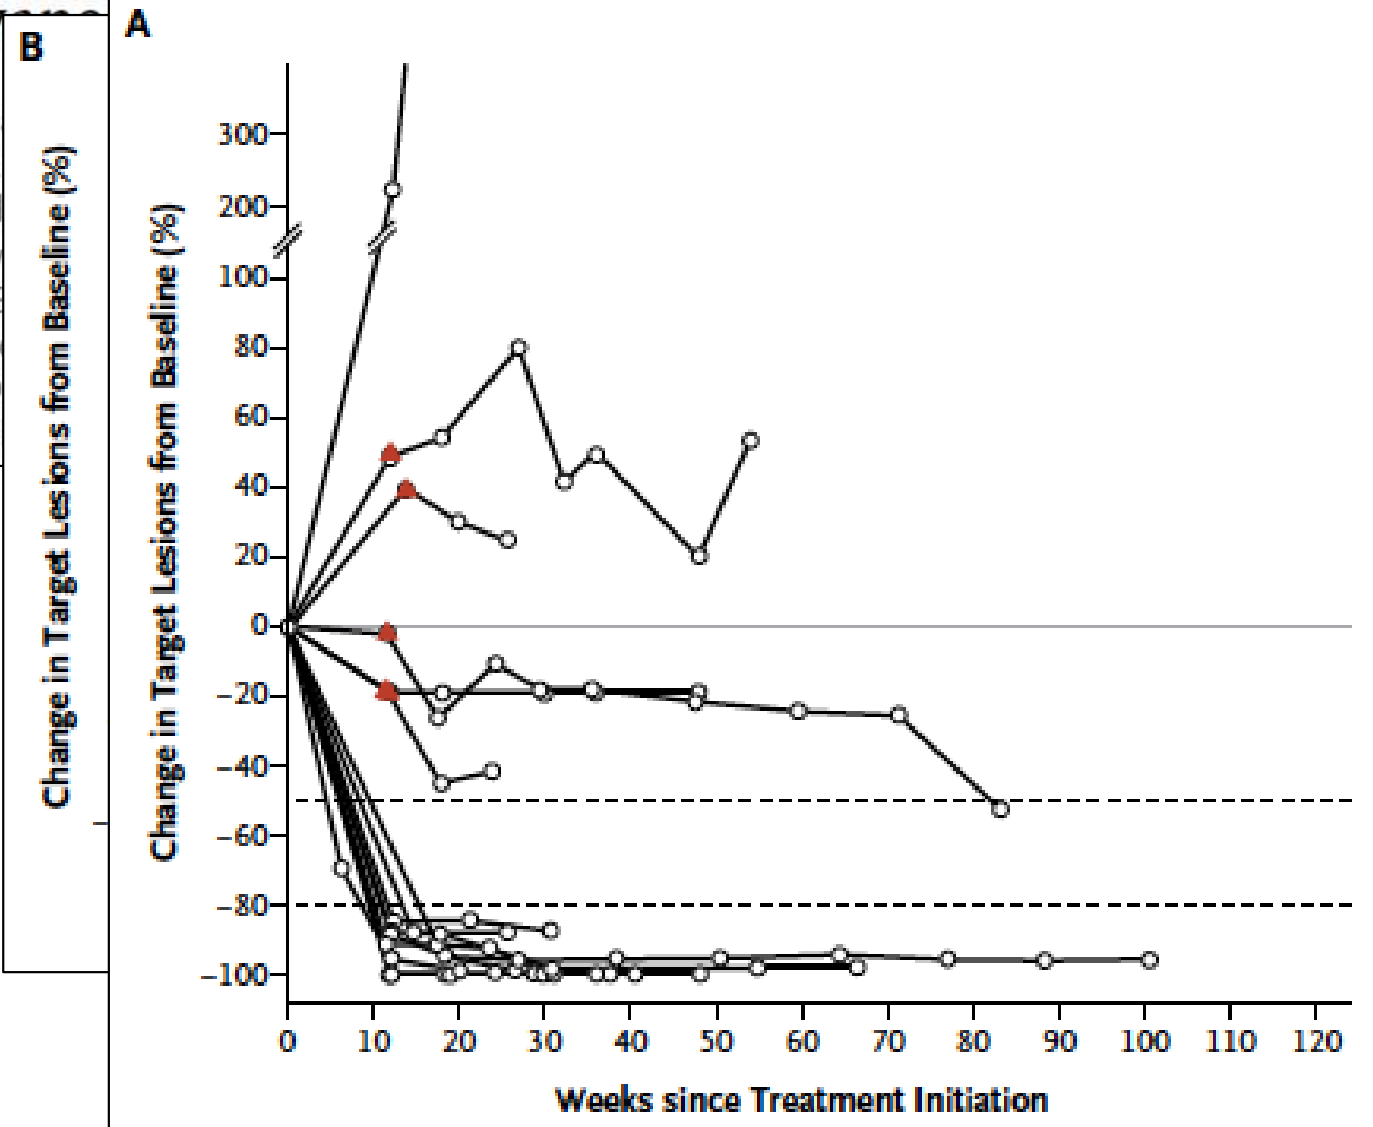 B
Change in Target Lesions from Baseline (%)
A
Change in Target Lesions from Baseline (%)
300
200
100
80
60
40
20
0
−20
−40
−60
−80
−100
0 10 20 30 40 50 60 70 80 90 100 110 120
Weeks since Treatment Initiation